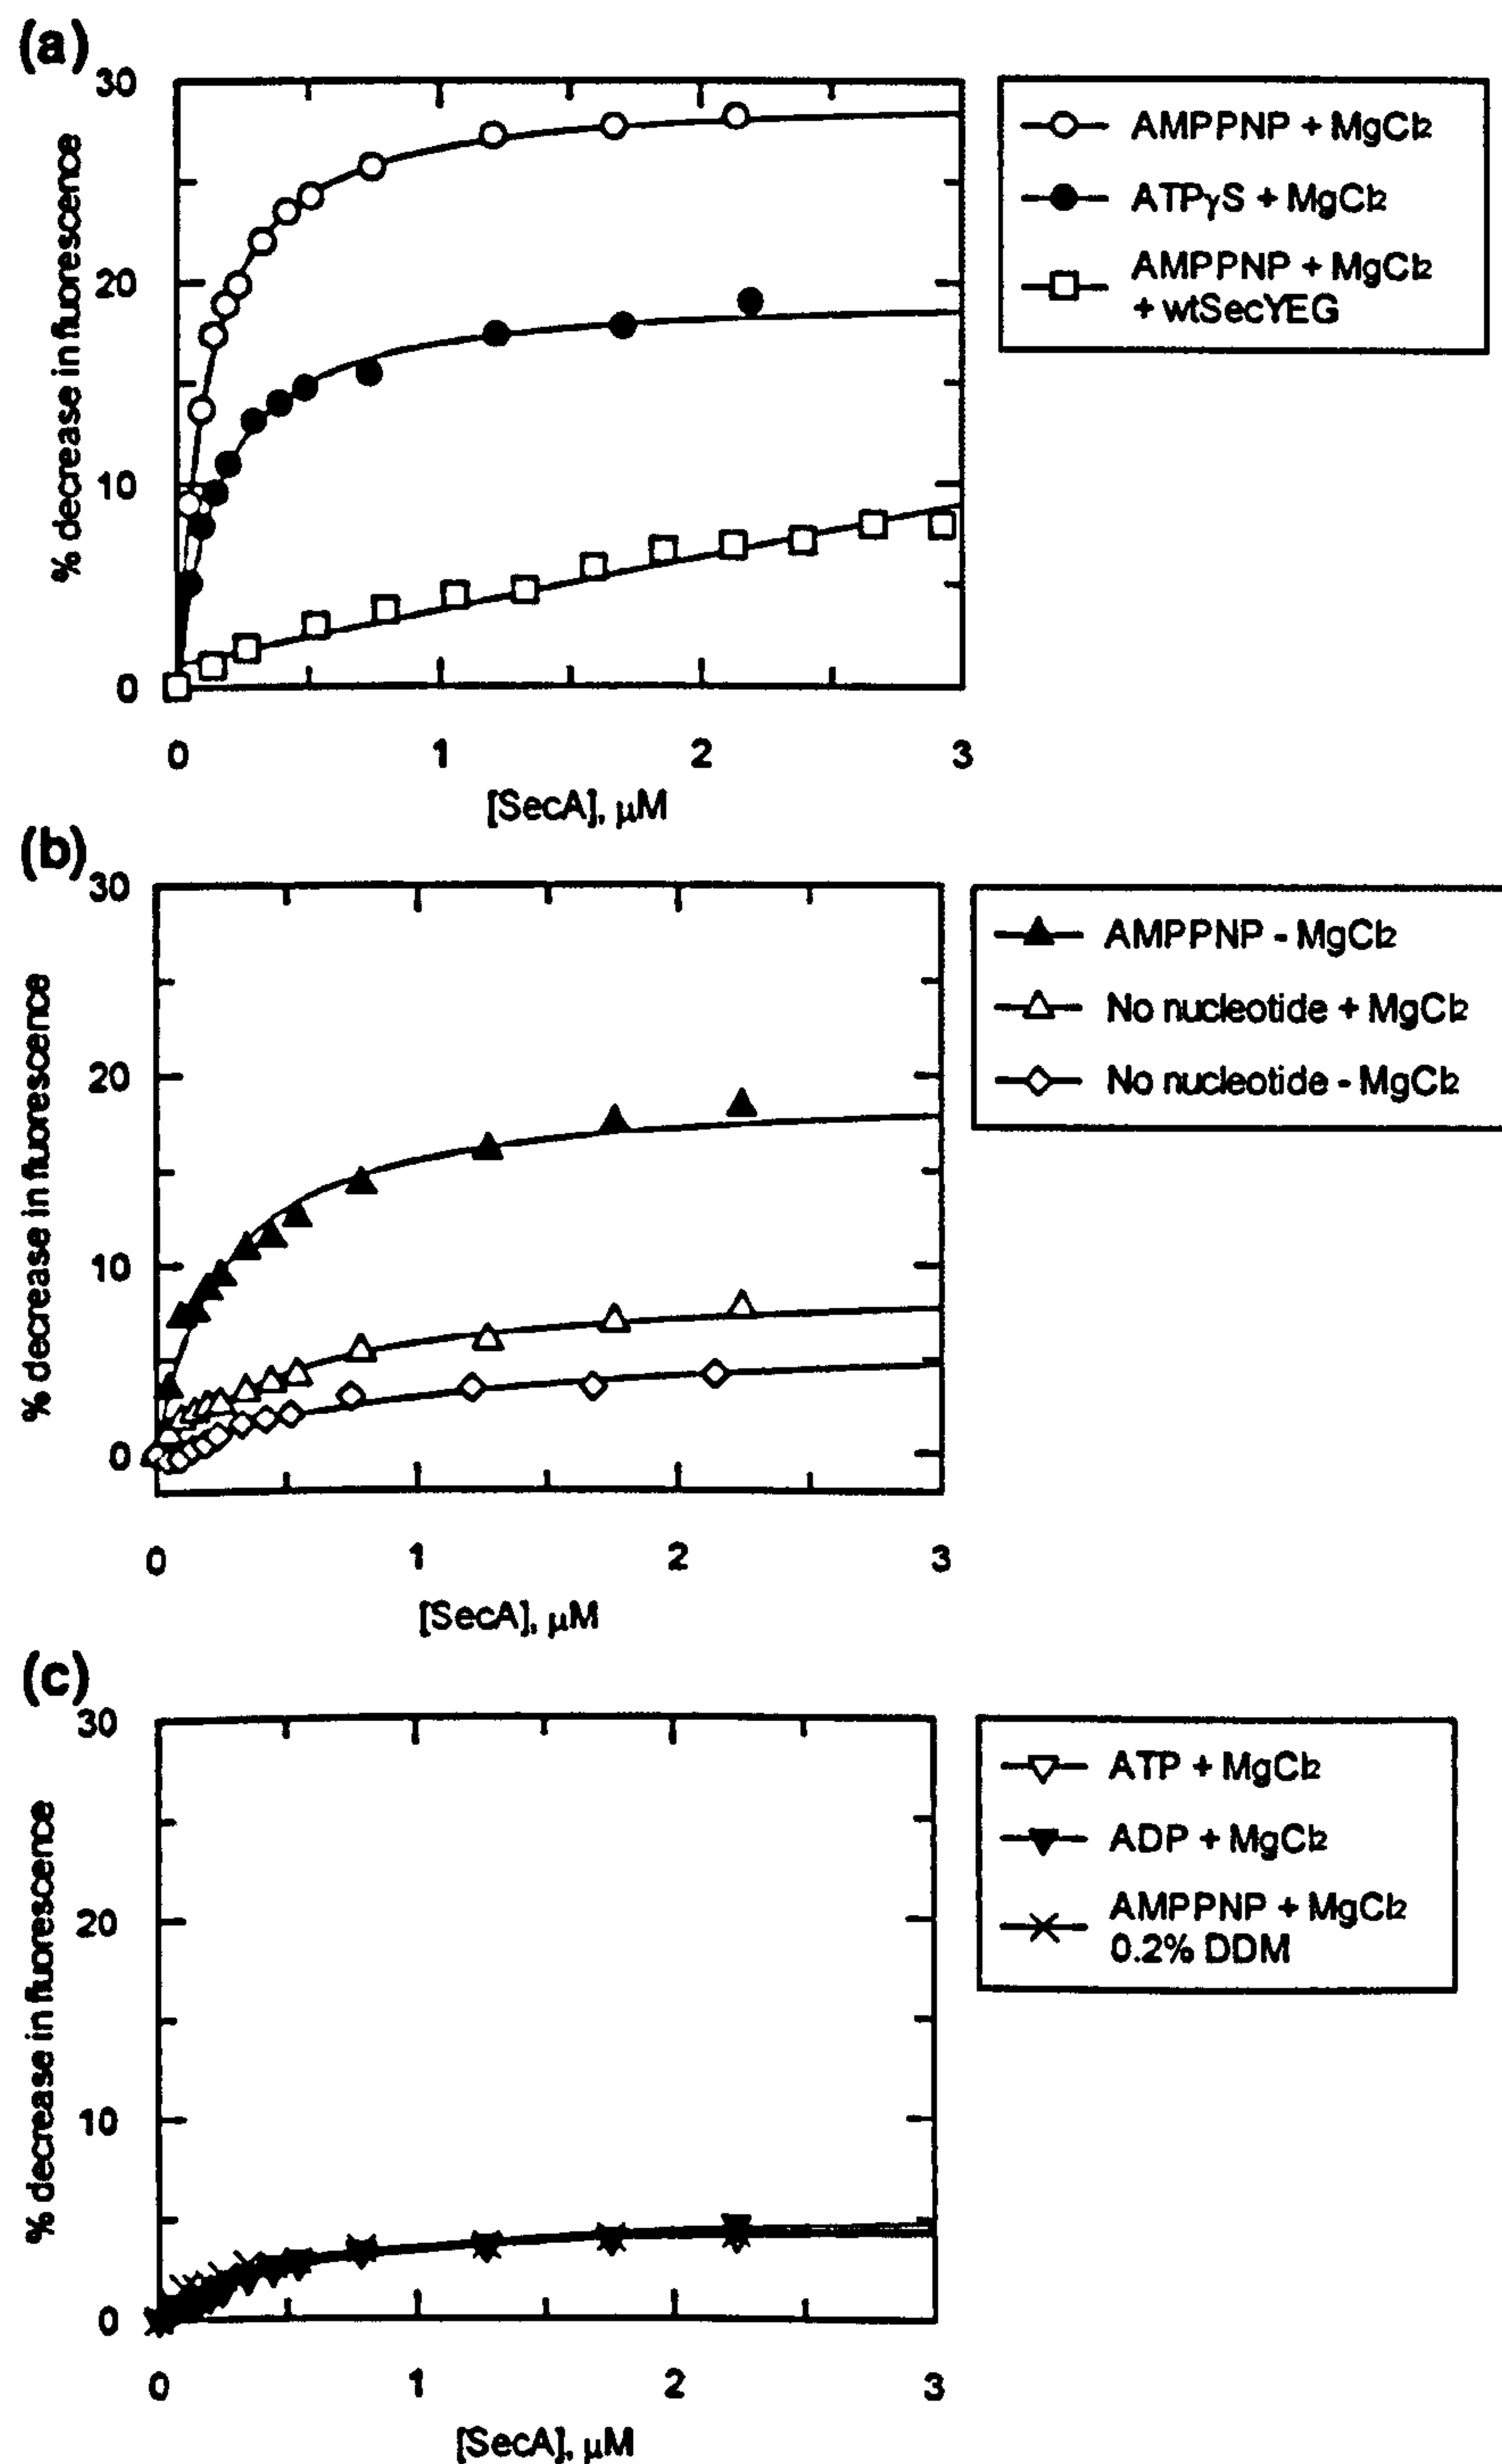 (a)
30
20
10
0
% decrease in fluorescence
0 1 2 3
[SecA], μM
AMPPNP + MgCl2
ATPγS + MgCl2
AMPPNP + MgCl2
+ wtSecYEG
(b)
30
20
10
0
% decrease in fluorescence
0 1 2 3
[SecA], μM
AMPPNP - MgCl2
No nucleotide + MgCl2
No nucleotide - MgCl2
(c)
30
20
10
0
% decrease in fluorescence
0 1 2 3
[SecA], μM
ATP + MgCl2
ADP + MgCl2
AMPPNP + MgCl2
0.2% DDM